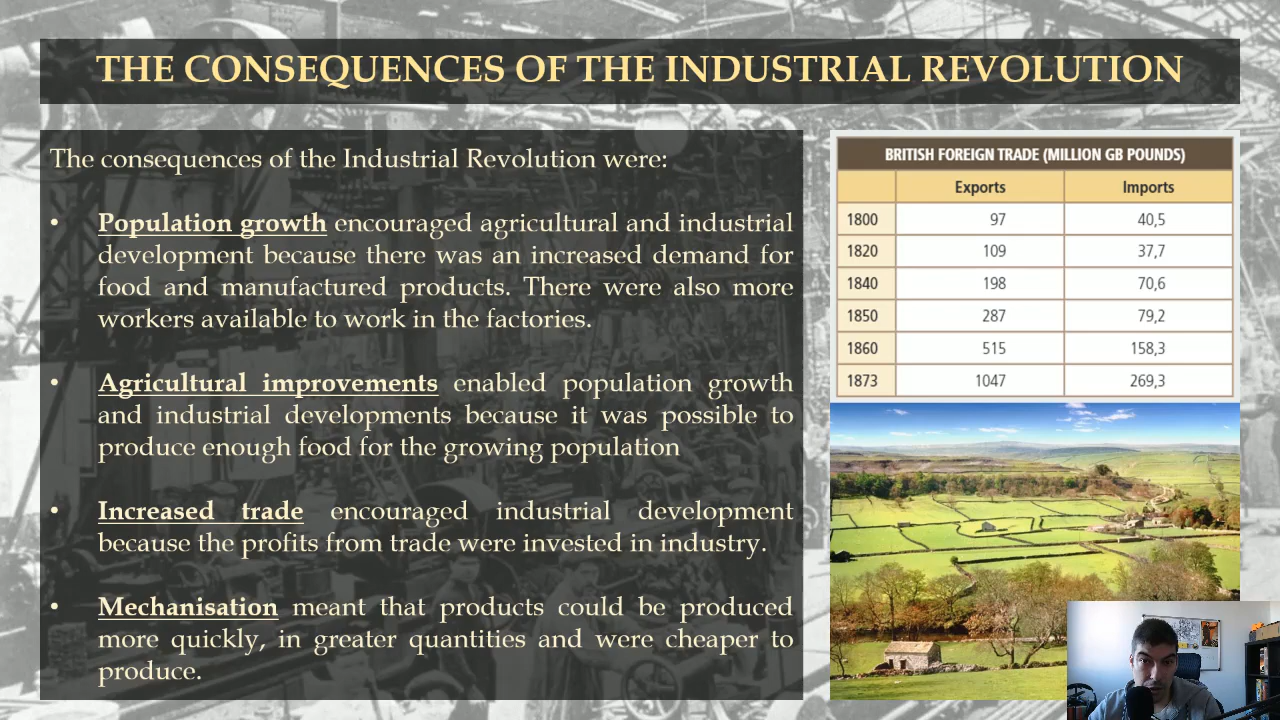 THE CONSEQUENCES OF THE INDUSTRIAL REVOLUTION
The consequences of the Industrial Revolution were:
• Population growth encouraged agricultural and industrial
development because there was an increased demand for
food and manufactured products. There were also more
workers available to work in the factories.
• Agricultural improvements enabled population growth
and industrial developments because it was possible to
produce enough food for the growing population
• Increased trade encouraged industrial development
because the profits from trade were invested in industry.
• Mechanisation meant that products could be produced
more quickly, in greater quantities and were cheaper to
produce.
BRITISH FOREIGN TRADE (MILLION GB POUNDS)
Exports Imports
1800 97 40,5
1820 109 37,7
1840 198 70,6
1850 287 79,2
1860 515 158,3
1873 1047 269,3